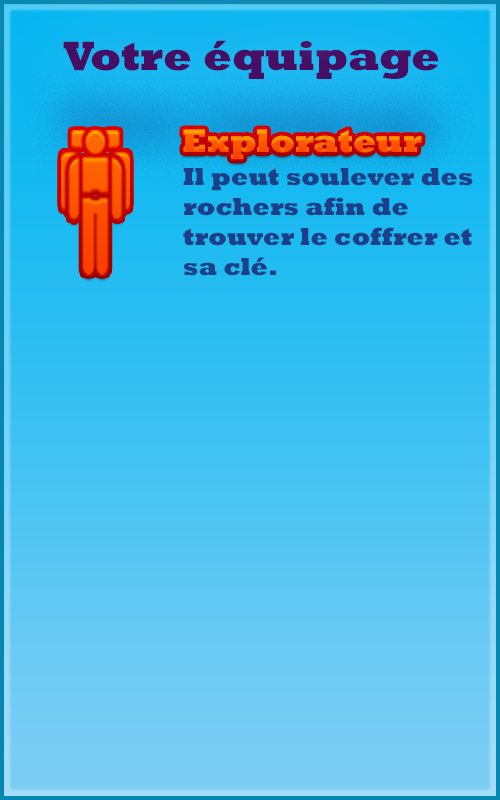 Votre équipage
Explorateur
Il peut soulever des
rochers afin de
trouver le coffrer et
sa clé.